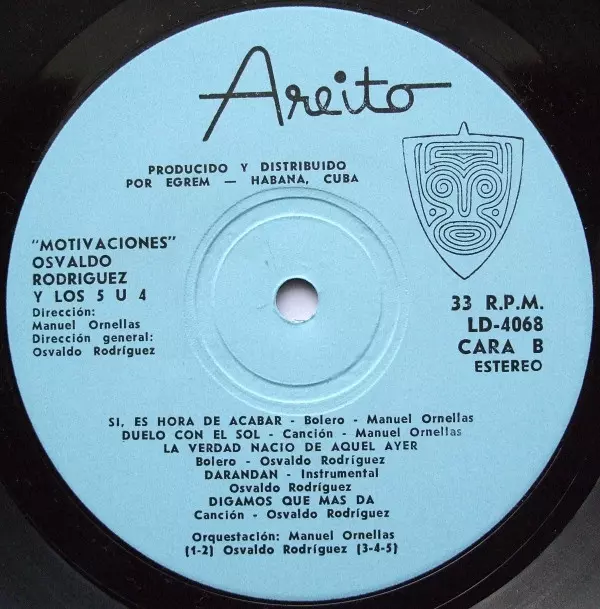 Areito
PRODUCIDO Y DISTRIBUIDO
POR EGREM — HABANA, CUBA
"MOTIVACIONES"
OSVALDO
RODRIGUEZ
Y LOS 5 U 4
Dirección:
Manuel Ornellas
Dirección general:
Osvaldo Rodríguez
33 R.P.M.
LD-4068
CARA B
ESTEREO
SI, ES HORA DE ACABAR - Bolero - Manuel Ornellas
DUELO CON EL SOL - Canción - Manuel Ornellas
LA VERDAD NACIO DE AQUEL AYER
Bolero - Osvaldo Rodríguez
DARANDAN - Instrumental
Osvaldo Rodríguez
DIGAMOS QUE MAS DA
Canción - Osvaldo Rodríguez
Orquestación: Manuel Ornellas
(1-2) Osvaldo Rodríguez (3-4-5)